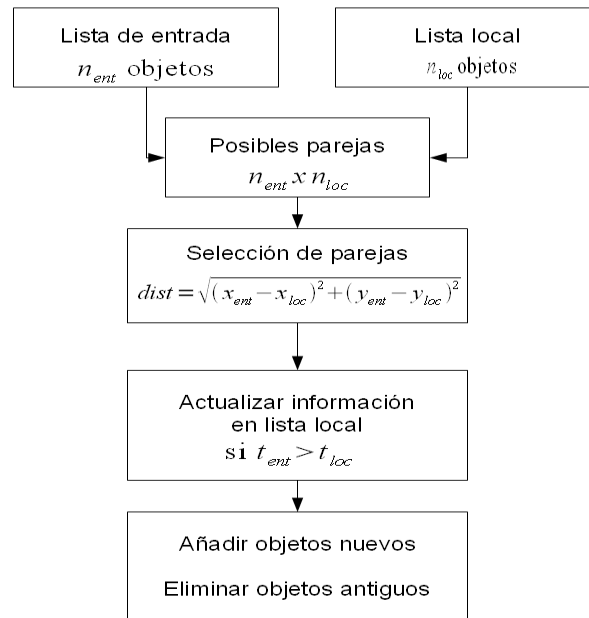 Lista de entrada
n_ent objetos
Lista local
n_loc objetos
Posibles parejas
n_ent x n_loc
Selección de parejas
dist = √(x_ent − x_loc)² + (y_ent − y_loc)²
Actualizar información
en lista local
si t_ent > t_loc
Añadir objetos nuevos
Eliminar objetos antiguos